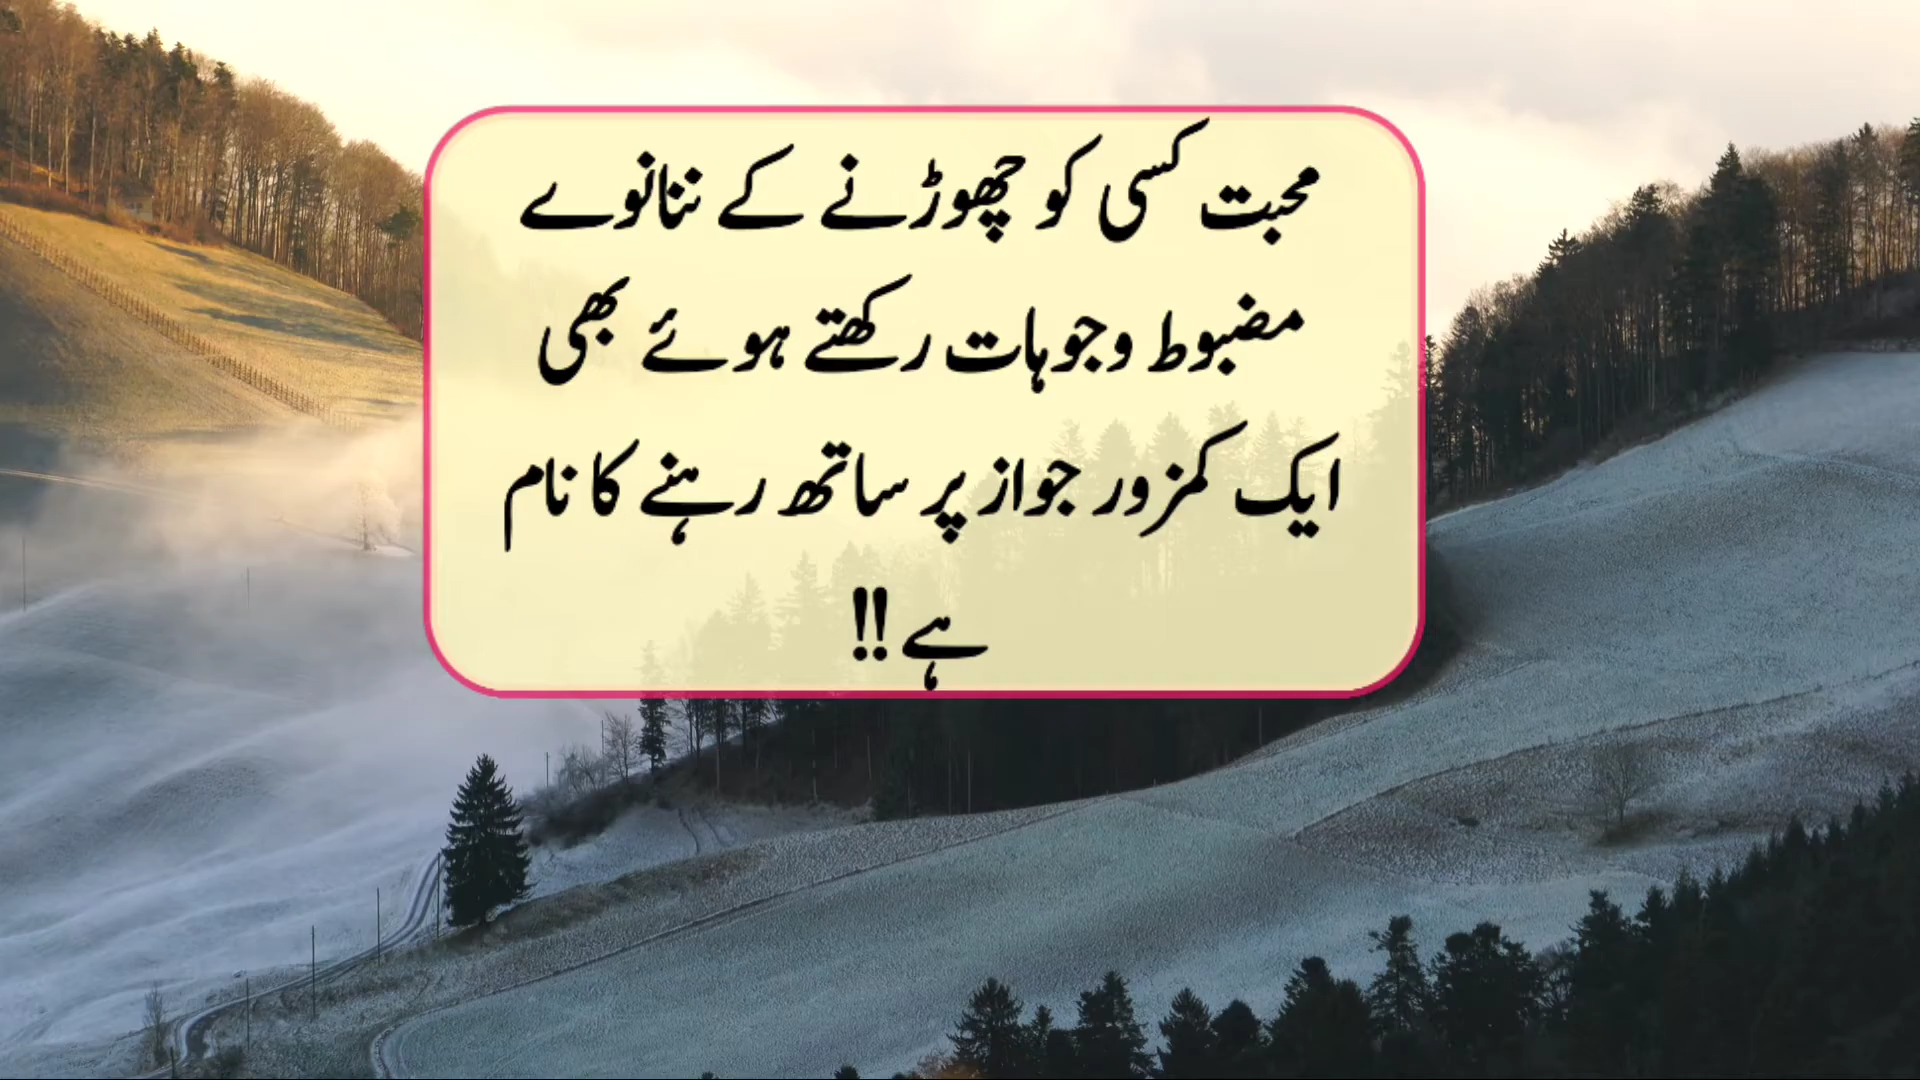 محبت کسی کو چھوڑنے کے ننانوے
مضبوط وجوہات رکھتے ہوئے بھی
ایک کمزور جواز پر ساتھ رہنے کا نام
ہے !!